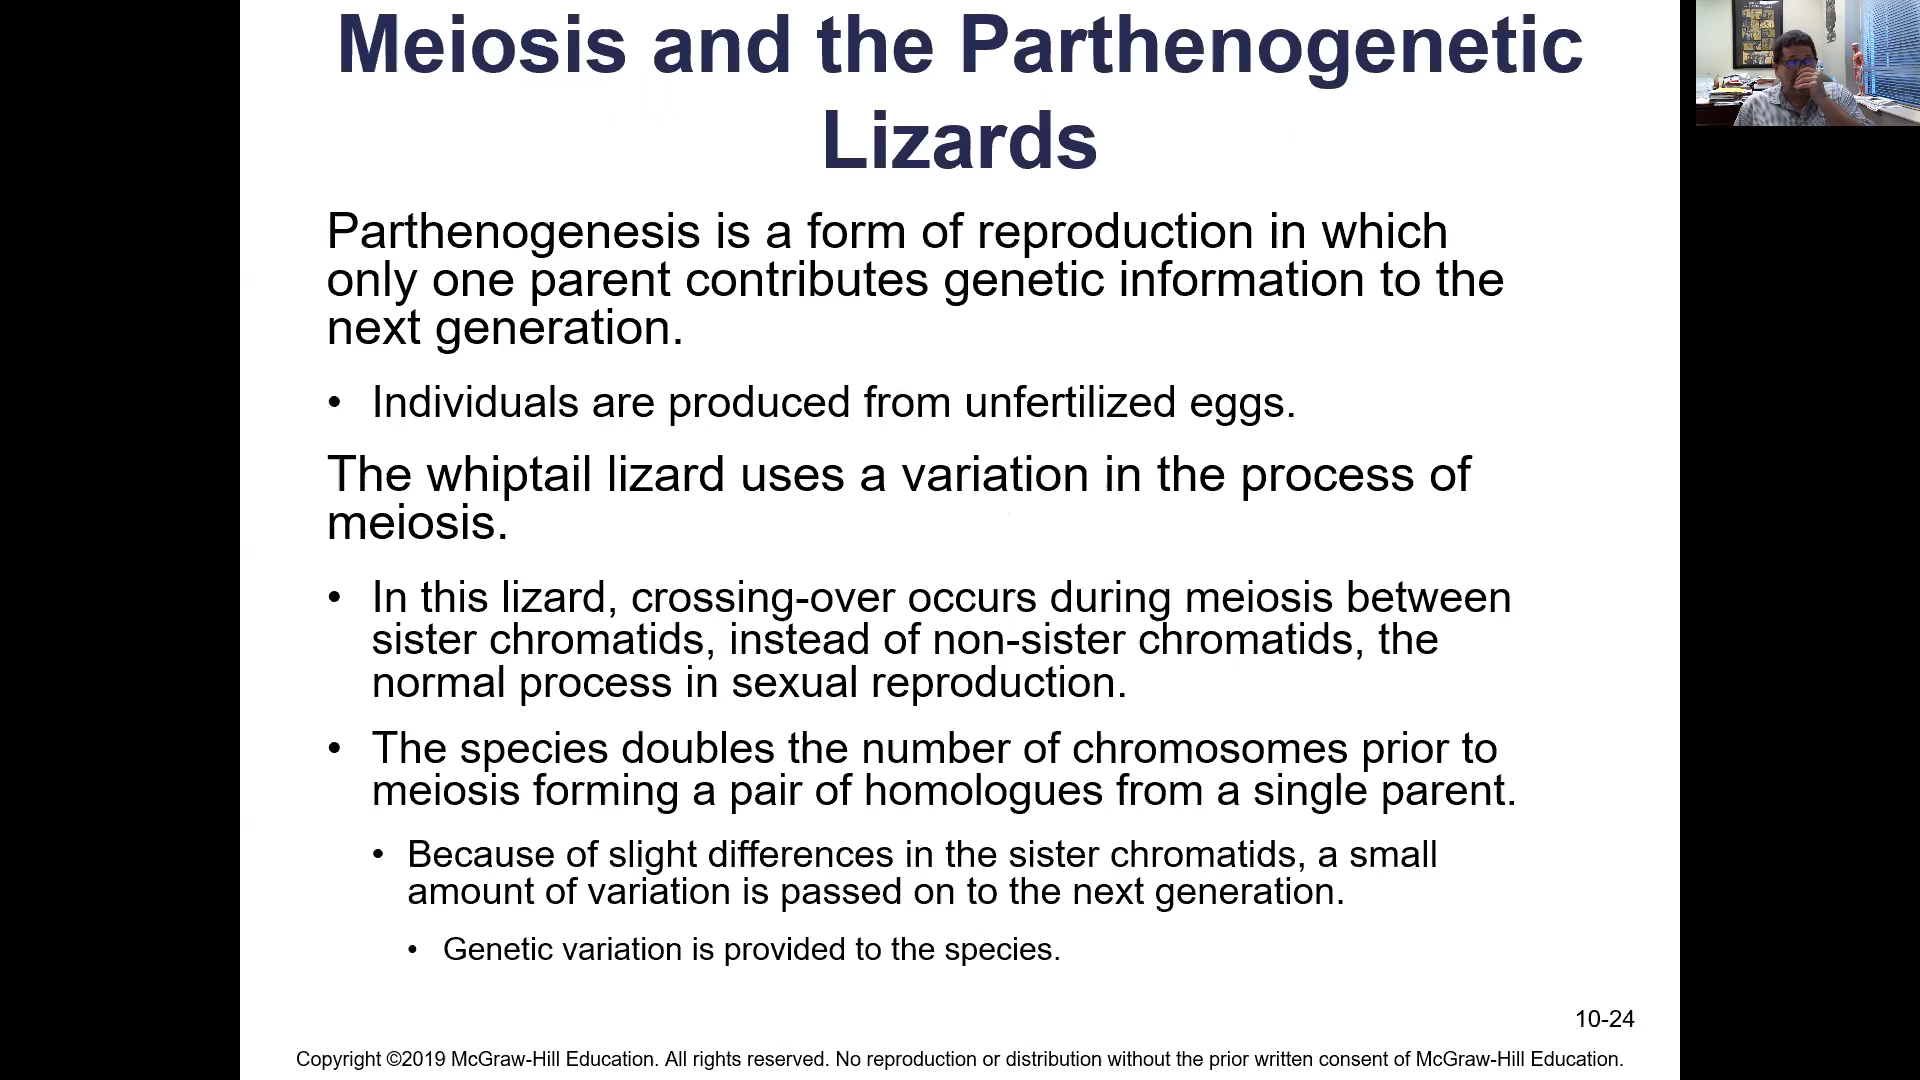 Meiosis and the Parthenogenetic
Lizards
Parthenogenesis is a form of reproduction in which
only one parent contributes genetic information to the
next generation.
• Individuals are produced from unfertilized eggs.
The whiptail lizard uses a variation in the process of
meiosis.
• In this lizard, crossing-over occurs during meiosis between
sister chromatids, instead of non-sister chromatids, the
normal process in sexual reproduction.
• The species doubles the number of chromosomes prior to
meiosis forming a pair of homologues from a single parent.
• Because of slight differences in the sister chromatids, a small
amount of variation is passed on to the next generation.
• Genetic variation is provided to the species.
10-24
Copyright ©2019 McGraw-Hill Education. All rights reserved. No reproduction or distribution without the prior written consent of McGraw-Hill Education.